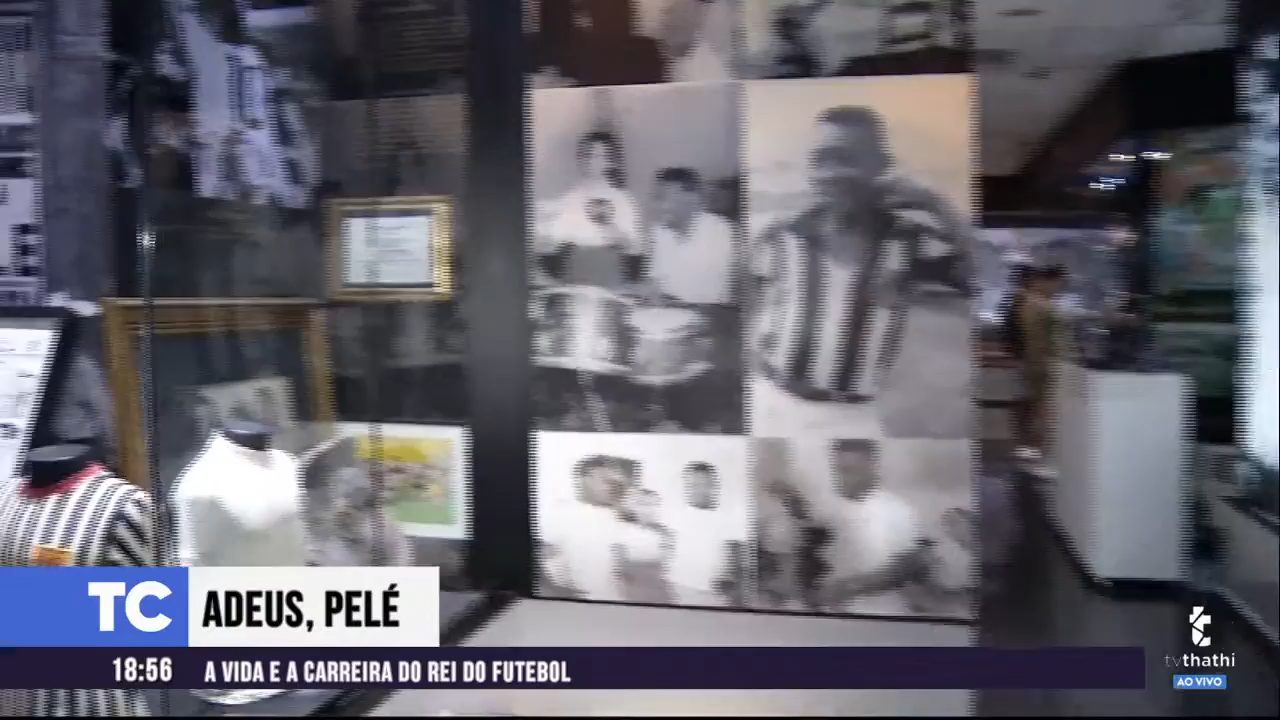 TC
ADEUS, PELÉ
18:56
A VIDA E A CARREIRA DO REI DO FUTEBOL
tvthathi
AO VIVO